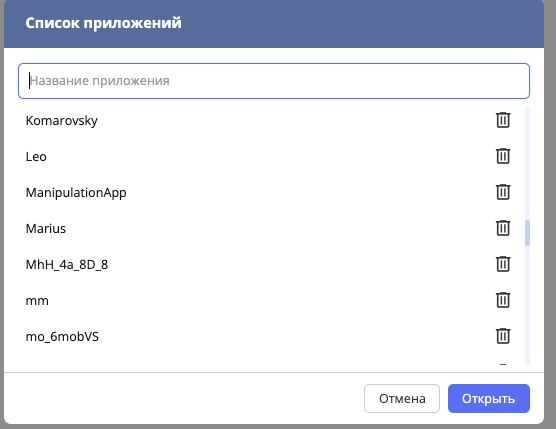 Список приложений
Название приложения
Komarovsky
Leo
ManipulationApp
Marius
MhH_4a_8D_8
mm
mo_6mobVS
Отмена
Открыть